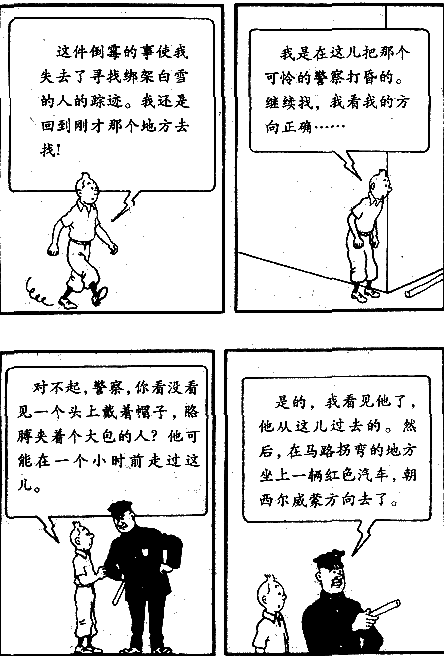 这件倒霉的事使我
失去了寻找绑架白雪
的人的踪迹。我还是
回到刚才那个地方去
找!
我是在这儿把那个
可怜的警察打昏的。
继续找,我看我的方
向正确……
对不起,警察,你看没看
见一个头上戴着帽子,胳
膊夹着个大包的人?他可
能在一个小时前走过这
儿。
是的,我看见他了,
他从这儿过去的。然
后,在马路拐弯的地方
坐上一辆红色汽车,朝
西尔威蒙方向去了。